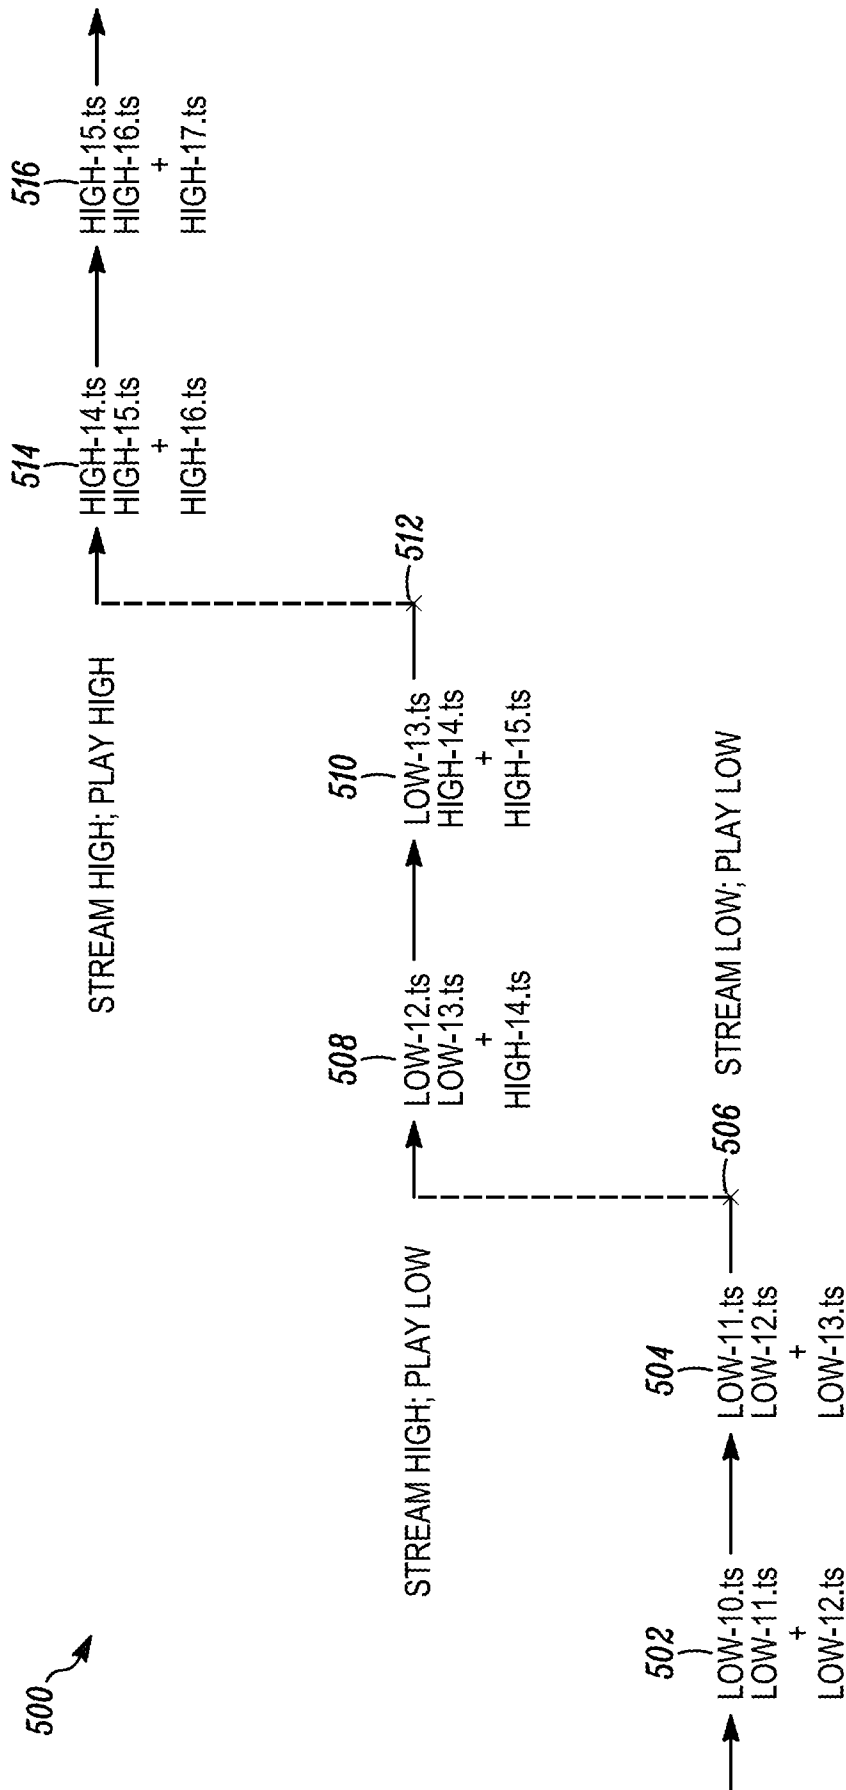 500
502
LOW-10.ts
LOW-11.ts
+
LOW-12.ts
504
LOW-11.ts
LOW-12.ts
+
LOW-13.ts
506
STREAM LOW; PLAY LOW
STREAM HIGH; PLAY LOW
508
LOW-12.ts
LOW-13.ts
+
HIGH-14.ts
510
LOW-13.ts
HIGH-14.ts
+
HIGH-15.ts
512
STREAM HIGH; PLAY HIGH
514
HIGH-14.ts
HIGH-15.ts
+
HIGH-16.ts
516
HIGH-15.ts
HIGH-16.ts
+
HIGH-17.ts